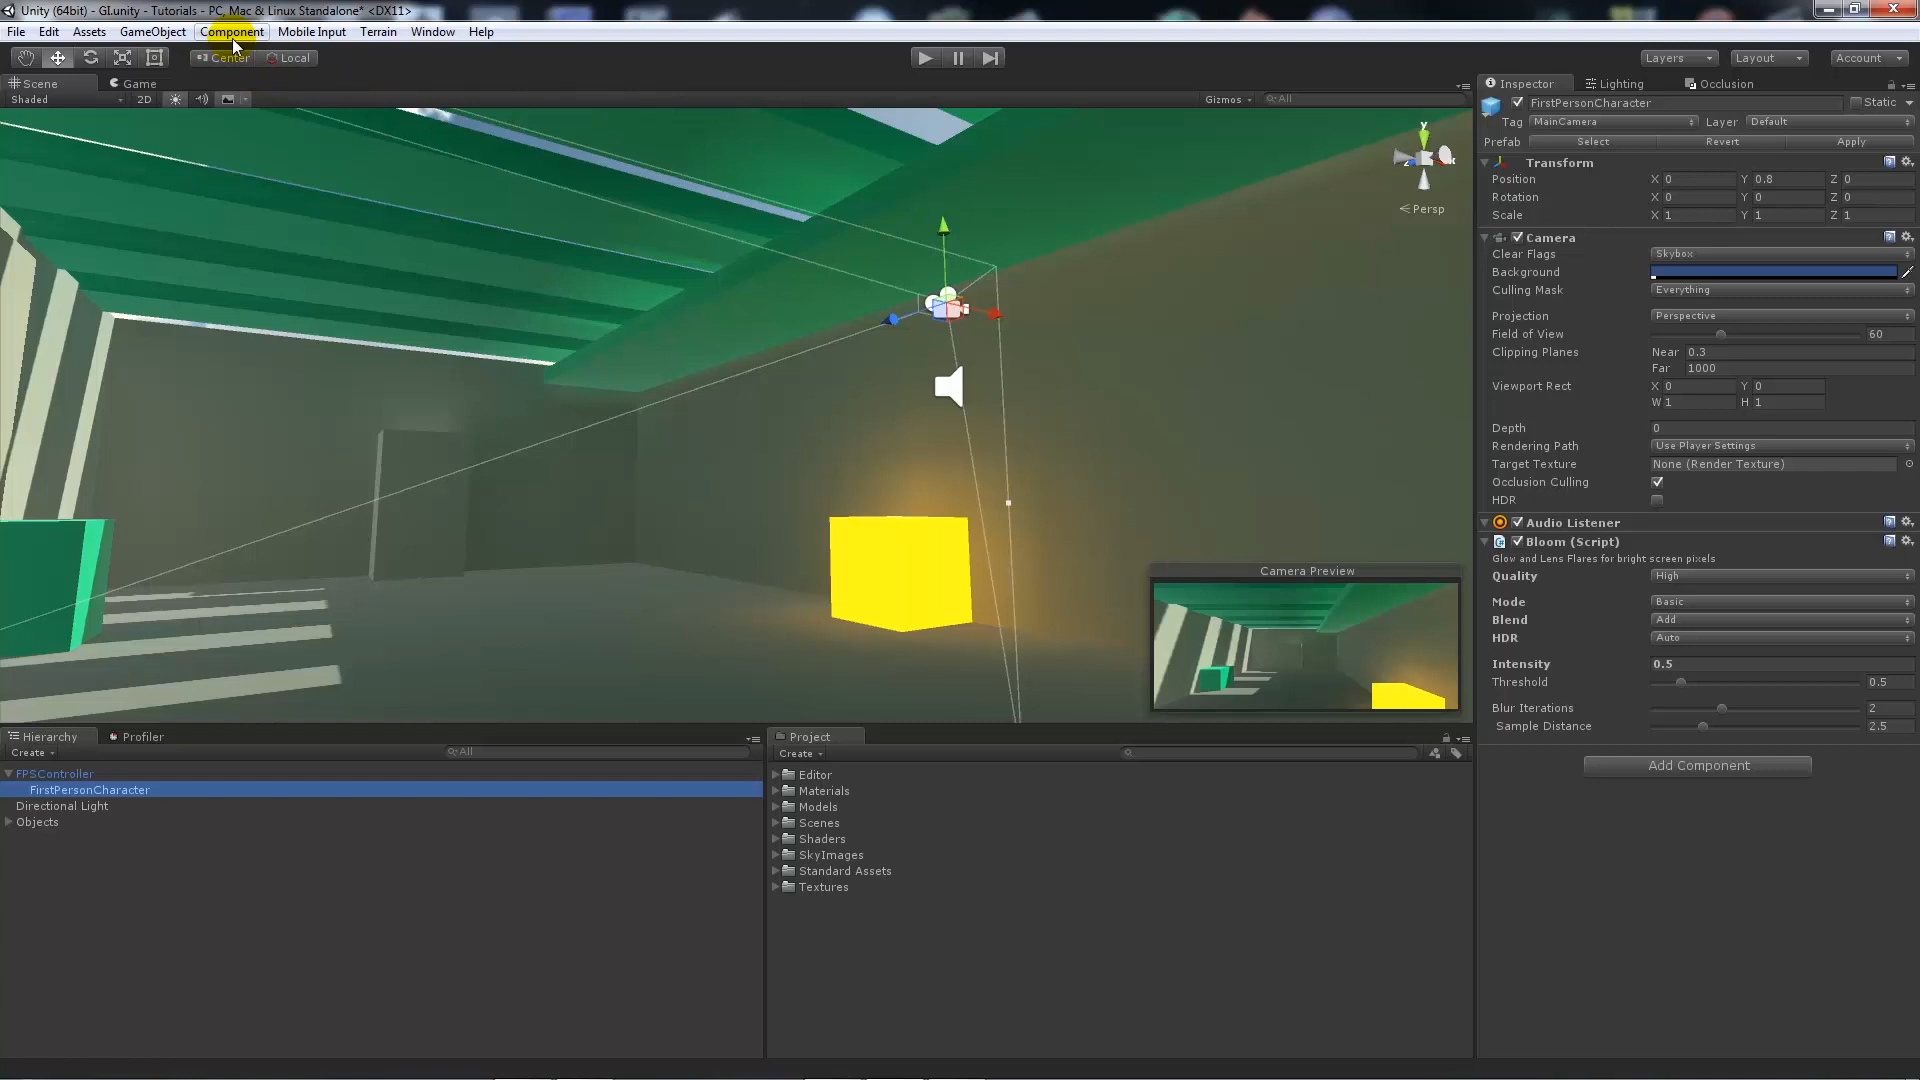 Unity (64bit) - GI.unity - Tutorials - PC, Mac & Linux Standalone* <DX11>
File Edit Assets GameObject Component Mobile Input Terrain Window Help
Center Local Layers Layout Account
Scene Game
Shaded 2D Gizmos All
Persp
Camera Preview
Hierarchy Profiler
Create All
FPSController
FirstPersonCharacter
Directional Light
Objects
Project
Create
Editor
Materials
Models
Scenes
Shaders
SkyImages
Standard Assets
Textures
Inspector Lighting Occlusion
FirstPersonCharacter Static
Tag MainCamera Layer Default
Prefab Select Revert Apply
Transform
Position X 0 Y 0.8 Z 0
Rotation X 0 Y 0 Z 0
Scale X 1 Y 1 Z 1
Camera
Clear Flags Skybox
Background
Culling Mask Everything
Projection Perspective
Field of View 60
Clipping Planes Near 0.3
Far 1000
Viewport Rect X 0 Y 0
W 1 H 1
Depth 0
Rendering Path Use Player Settings
Target Texture None (Render Texture)
Occlusion Culling
HDR
Audio Listener
Bloom (Script)
Glow and Lens Flares for bright screen pixels
Quality High
Mode Basic
Blend Add
HDR Auto
Intensity 0.5
Threshold 0.5
Blur Iterations 2
Sample Distance 2.5
Add Component